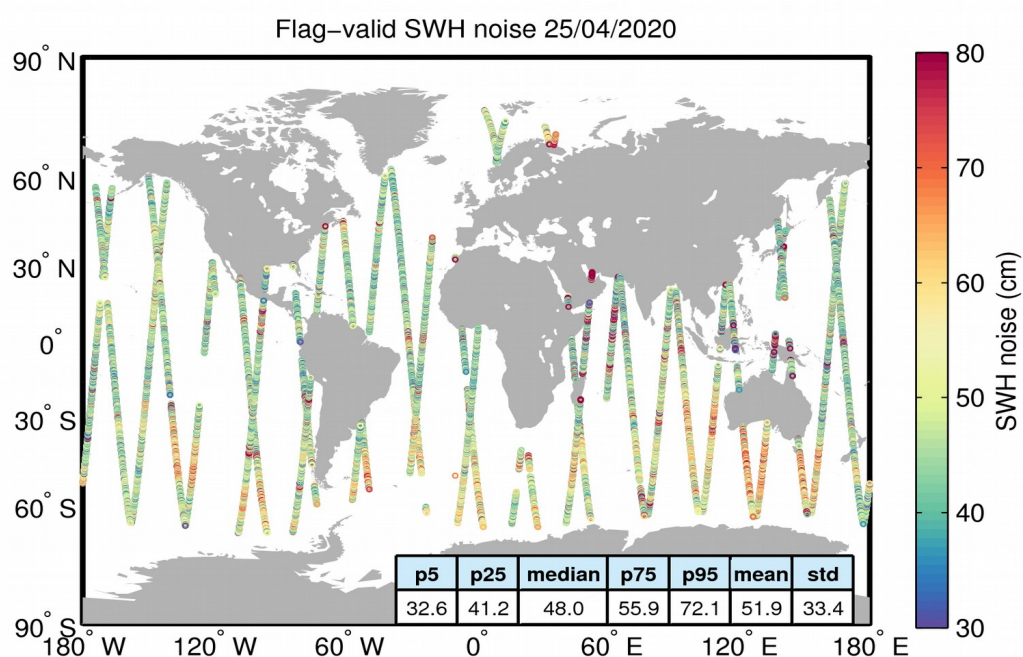 Flag-valid SWH noise 25/04/2020
90° N
60° N
30° N
0°
30° S
60° S
90° S
180° W
120° W
60° W
0°
60° E
120° E
180° E
p5 p25 median p75 p95 mean std
32.6 41.2 48.0 55.9 72.1 51.9 33.4
80
70
60
50
40
30
SWH noise (cm)